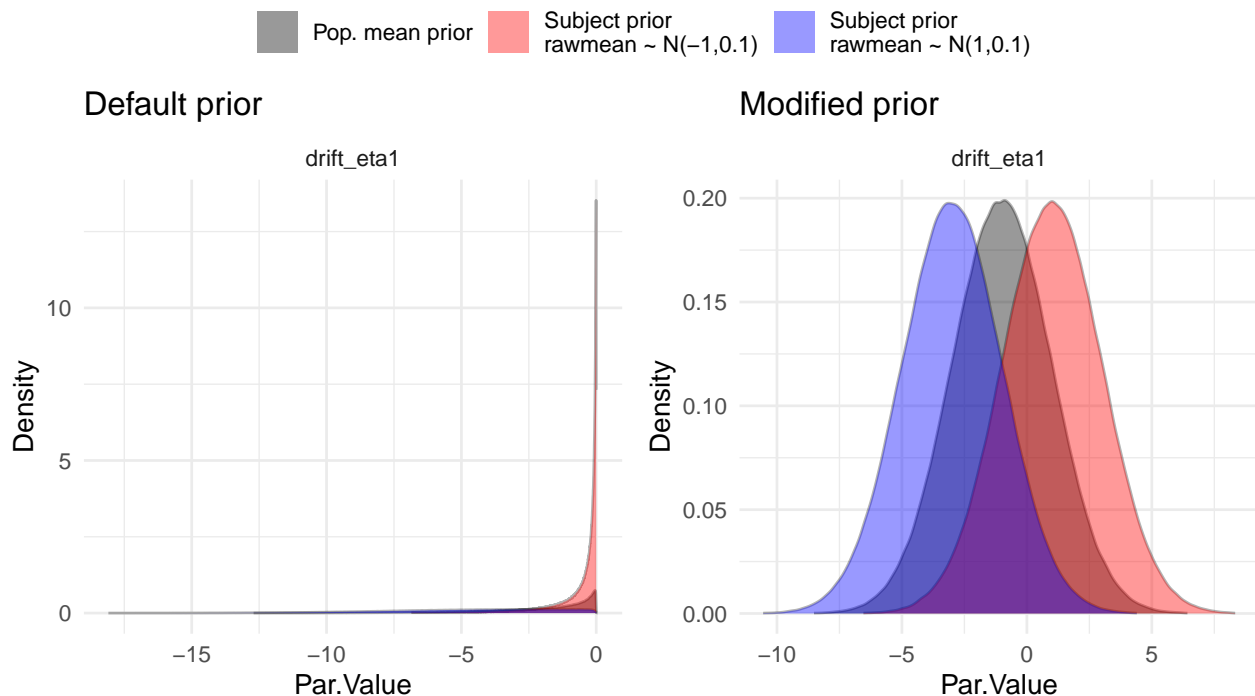 Pop. mean prior
Subject prior
rawmean ~ N(−1,0.1)
Subject prior
rawmean ~ N(1,0.1)
Default prior
drift_eta1
Density
10
5
0
−15
−10
−5
0
Par.Value
Modified prior
drift_eta1
Density
0.20
0.15
0.10
0.05
0.00
−10
−5
0
5
Par.Value